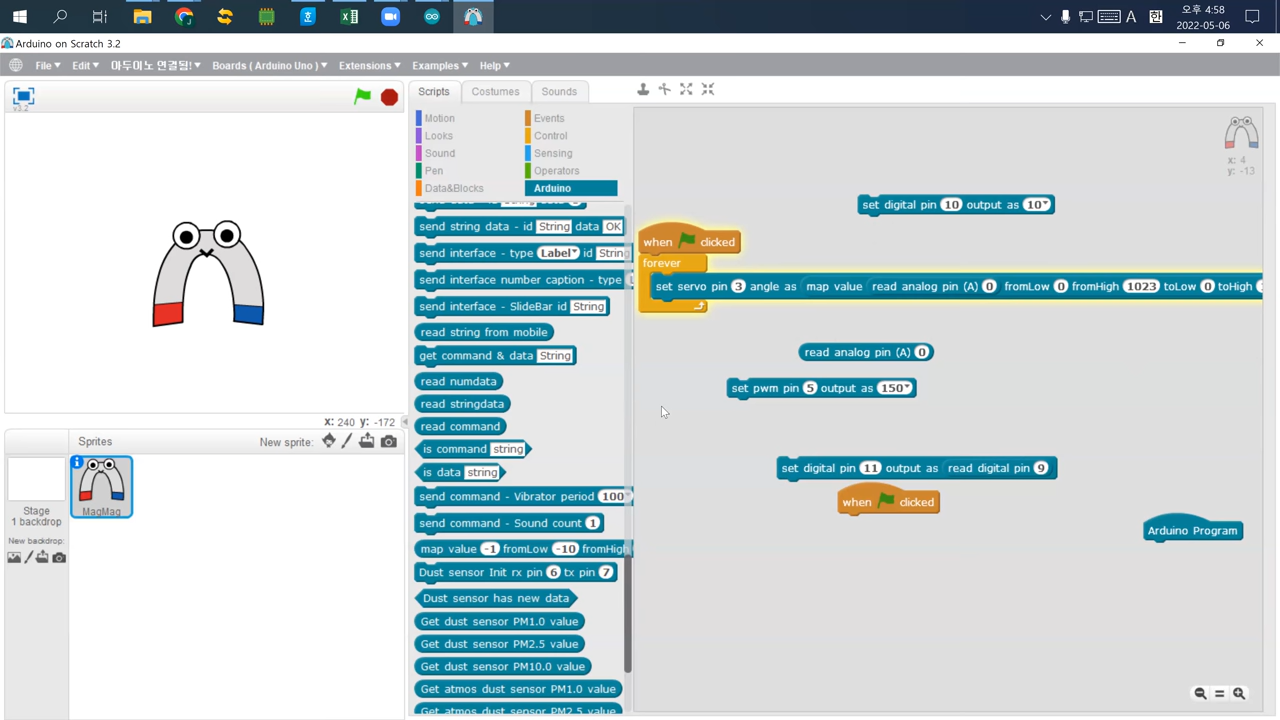 A 한 오후 4:58
2022-05-06
Arduino on Scratch 3.2
File Edit 아두이노 연결됨! Boards ( Arduino Uno ) Extensions Examples Help
v3.2
Scripts Costumes Sounds
Motion Events
Looks Control
Sound Sensing
Pen Operators
Data&Blocks Arduino
x: 4
y: -13
send string data - id String data OK
send interface - type Label id String
send interface number caption - type
send interface - SlideBar id String
read string from mobile
get command & data String
read numdata
read stringdata
read command
is command string
is data string
send command - Vibrator period 100
send command - Sound count 1
map value -1 fromLow -10 fromHigh
Dust sensor Init rx pin 6 tx pin 7
Dust sensor has new data
Get dust sensor PM1.0 value
Get dust sensor PM2.5 value
Get dust sensor PM10.0 value
Get atmos dust sensor PM1.0 value
Get atmos dust sensor PM2.5 value
set digital pin 10 output as 10
when clicked
forever
set servo pin 3 angle as map value read analog pin (A) 0 fromLow 0 fromHigh 1023 toLow 0 toHigh
read analog pin (A) 0
set pwm pin 5 output as 150
set digital pin 11 output as read digital pin 9
when clicked
Arduino Program
x: 240 y: -172
Sprites New sprite:
Stage
1 backdrop
New backdrop:
i
MagMag